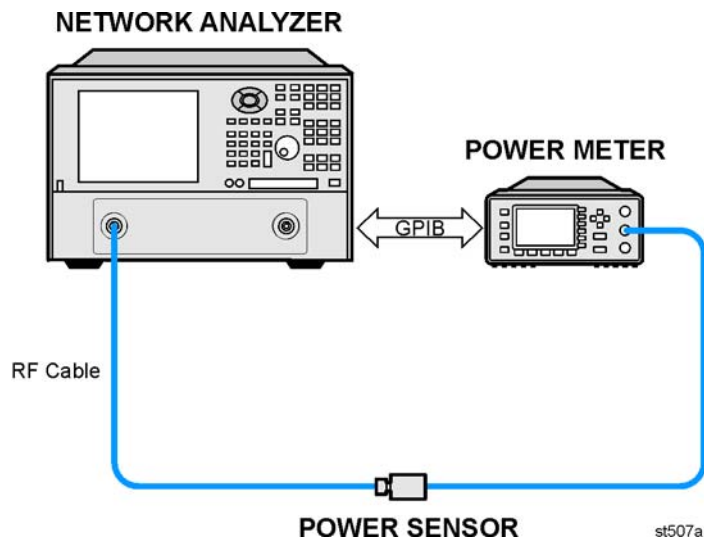 NETWORK ANALYZER
POWER METER
GPIB
RF Cable
POWER SENSOR
st507a